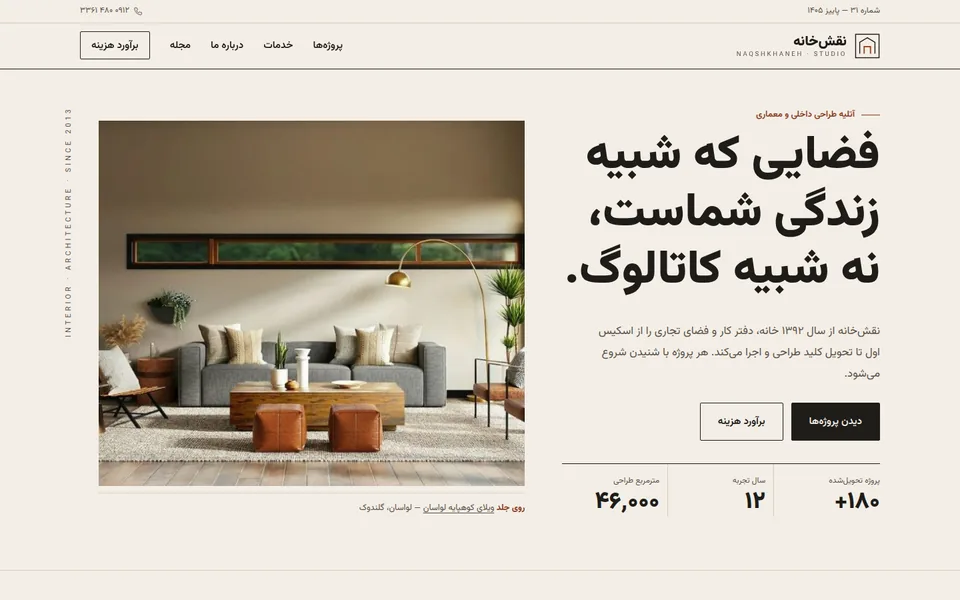 شماره ۳۱ — پاییز ۱۴۰۵
۰۹۱۲ ۴۸۰ ۳۳۶۱
نقش‌خانه
NAQSHKHANEH · STUDIO
پروژه‌ها
خدمات
درباره ما
مجله
برآورد هزینه
آتلیه طراحی داخلی و معماری
فضایی که شبیه
زندگی شماست،
نه شبیه کاتالوگ.
نقش‌خانه از سال ۱۳۹۲ خانه، دفتر کار و فضای تجاری را از اسکیس
اول تا تحویل کلید طراحی و اجرا می‌کند. هر پروژه با شنیدن شروع
می‌شود.
دیدن پروژه‌ها
برآورد هزینه
پروژه تحویل‌شده
+۱۸۰
سال تجربه
۱۲
مترمربع طراحی
۴۶,۰۰۰
INTERIOR · ARCHITECTURE · SINCE 2013
روی جلد ویلای کوهپایه لواسان — لواسان، گلندوک